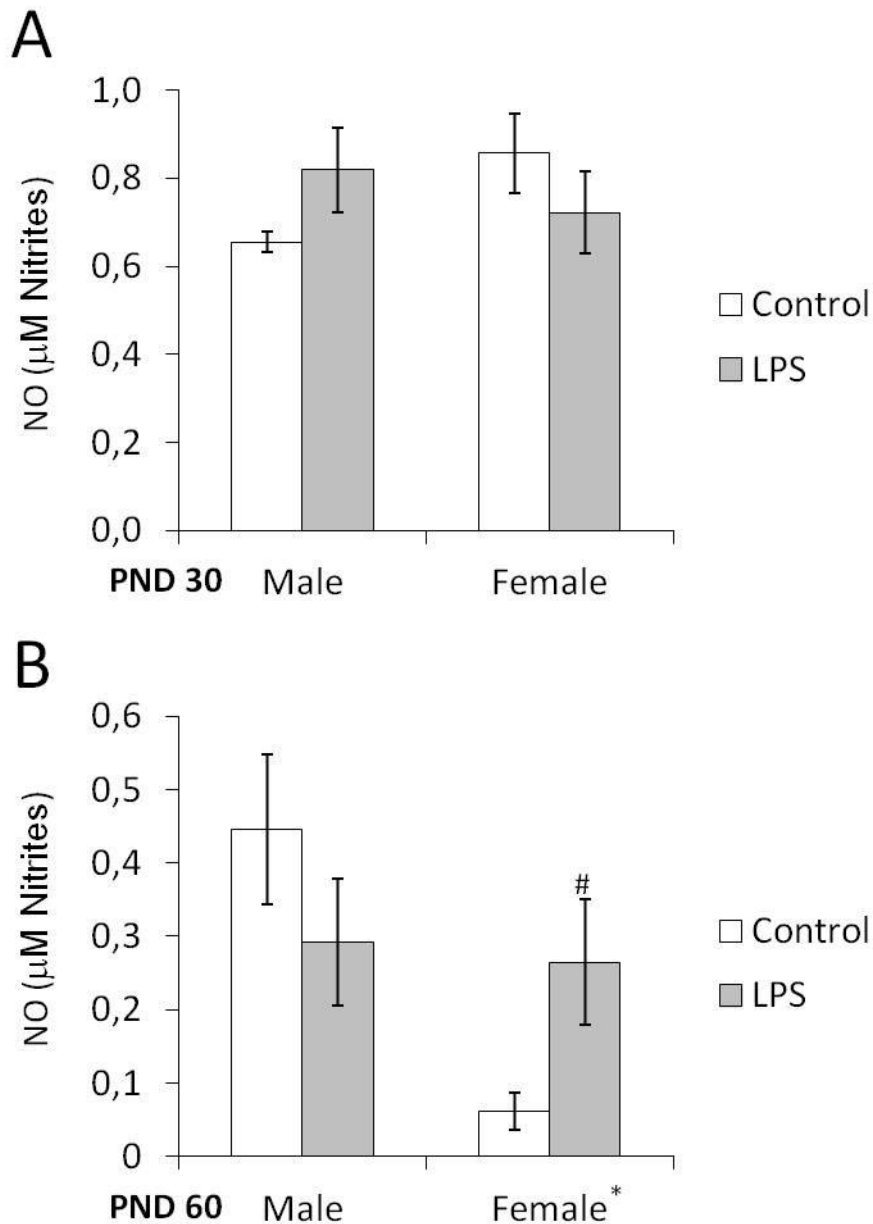 A
NO (μM Nitrites)
1,0
0,8
0,6
0,4
0,2
0,0
PND 30 Male Female
Control
LPS
B
NO (μM Nitrites)
0,6
0,5
0,4
0,3
0,2
0,1
0
#
PND 60 Male Female*
Control
LPS